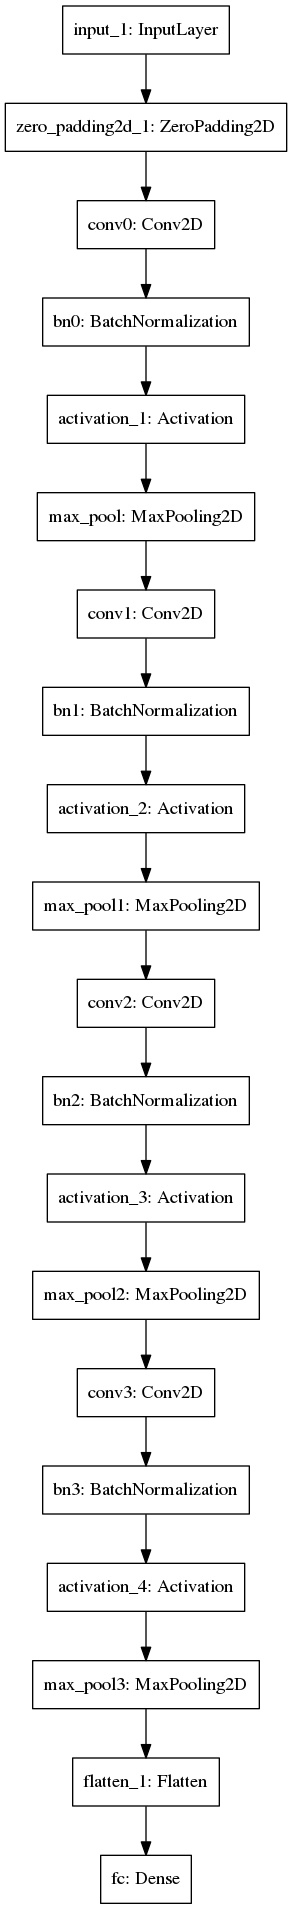 input_1: InputLayer
zero_padding2d_1: ZeroPadding2D
conv0: Conv2D
bn0: BatchNormalization
activation_1: Activation
max_pool: MaxPooling2D
conv1: Conv2D
bn1: BatchNormalization
activation_2: Activation
max_pool1: MaxPooling2D
conv2: Conv2D
bn2: BatchNormalization
activation_3: Activation
max_pool2: MaxPooling2D
conv3: Conv2D
bn3: BatchNormalization
activation_4: Activation
max_pool3: MaxPooling2D
flatten_1: Flatten
fc: Dense